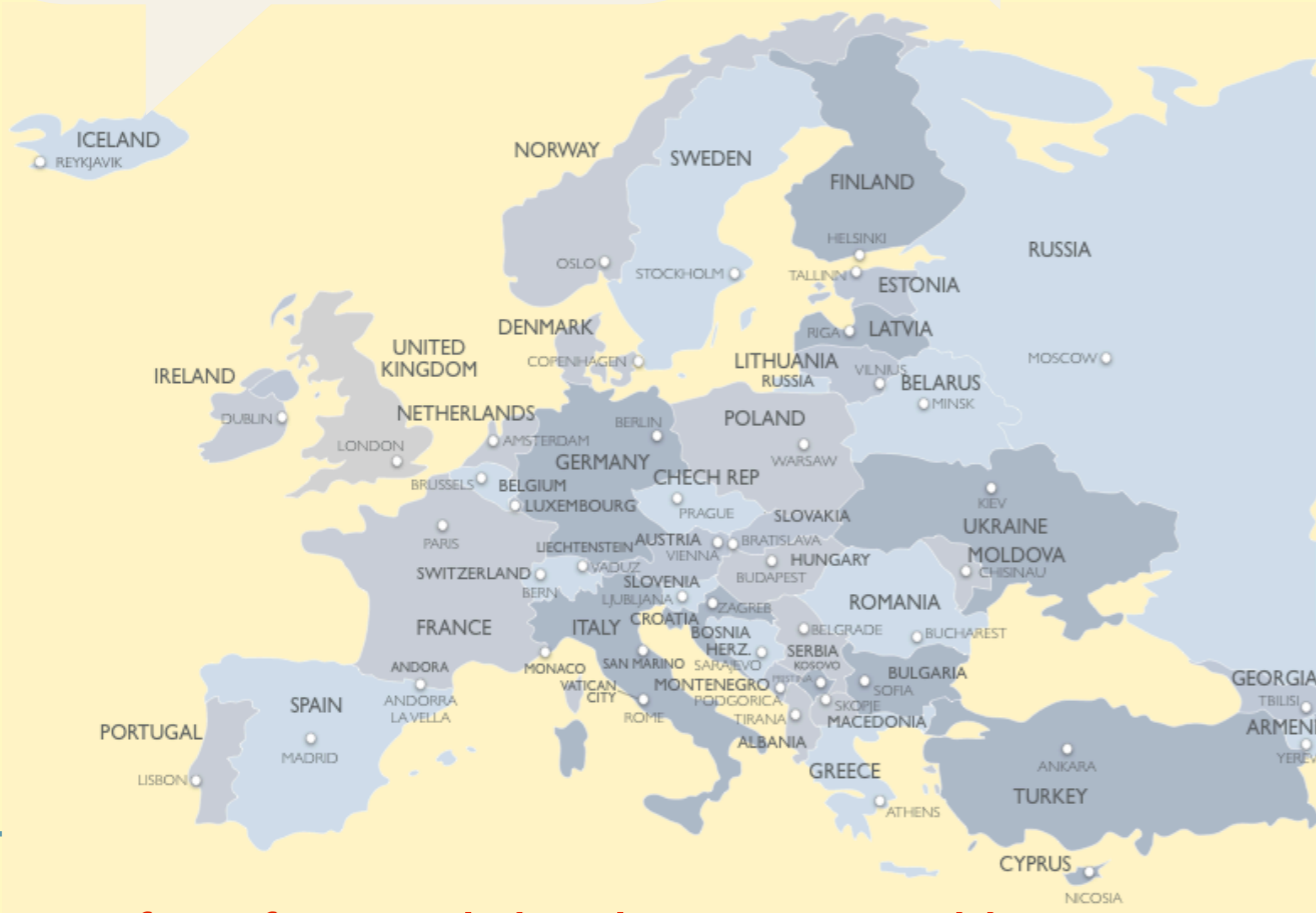 ICELAND
REYKJAVIK
NORWAY
SWEDEN
FINLAND
HELSINKI
RUSSIA
OSLO
STOCKHOLM
TALLINN
ESTONIA
DENMARK
RIGA
LATVIA
UNITED
KINGDOM
COPENHAGEN
LITHUANIA
VILNIUS
MOSCOW
IRELAND
RUSSIA
BELARUS
MINSK
DUBLIN
NETHERLANDS
BERLIN
POLAND
LONDON
AMSTERDAM
WARSAW
GERMANY
CHECH REP
BRUSSELS
BELGIUM
LUXEMBOURG
PRAGUE
SLOVAKIA
KIEV
UKRAINE
PARIS
LIECHTENSTEIN
AUSTRIA
BRATISLAVA
VIENNA
MOLDOVA
SWITZERLAND
VADUZ
HUNGARY
CHISINAU
BUDAPEST
BERN
SLOVENIA
LJUBLJANA
ZAGREB
ROMANIA
FRANCE
ITALY
CROATIA
BOSNIA
HERZ.
BELGRADE
BUCHAREST
SERBIA
MONACO
SAN MARINO
SARAJEVO
KOSOVO
ANDORA
BULGARIA
GEORGIA
VATICAN
CITY
MONTENEGRO
PRISTINA
SOFIA
ANDORRA
LA VELLA
PODGORICA
SKOPJE
TBILISI
SPAIN
ROME
TIRANA
MACEDONIA
ARMENI
PORTUGAL
ALBANIA
MADRID
YEREV
ANKARA
LISBON
GREECE
TURKEY
ATHENS
CYPRUS
NICOSIA